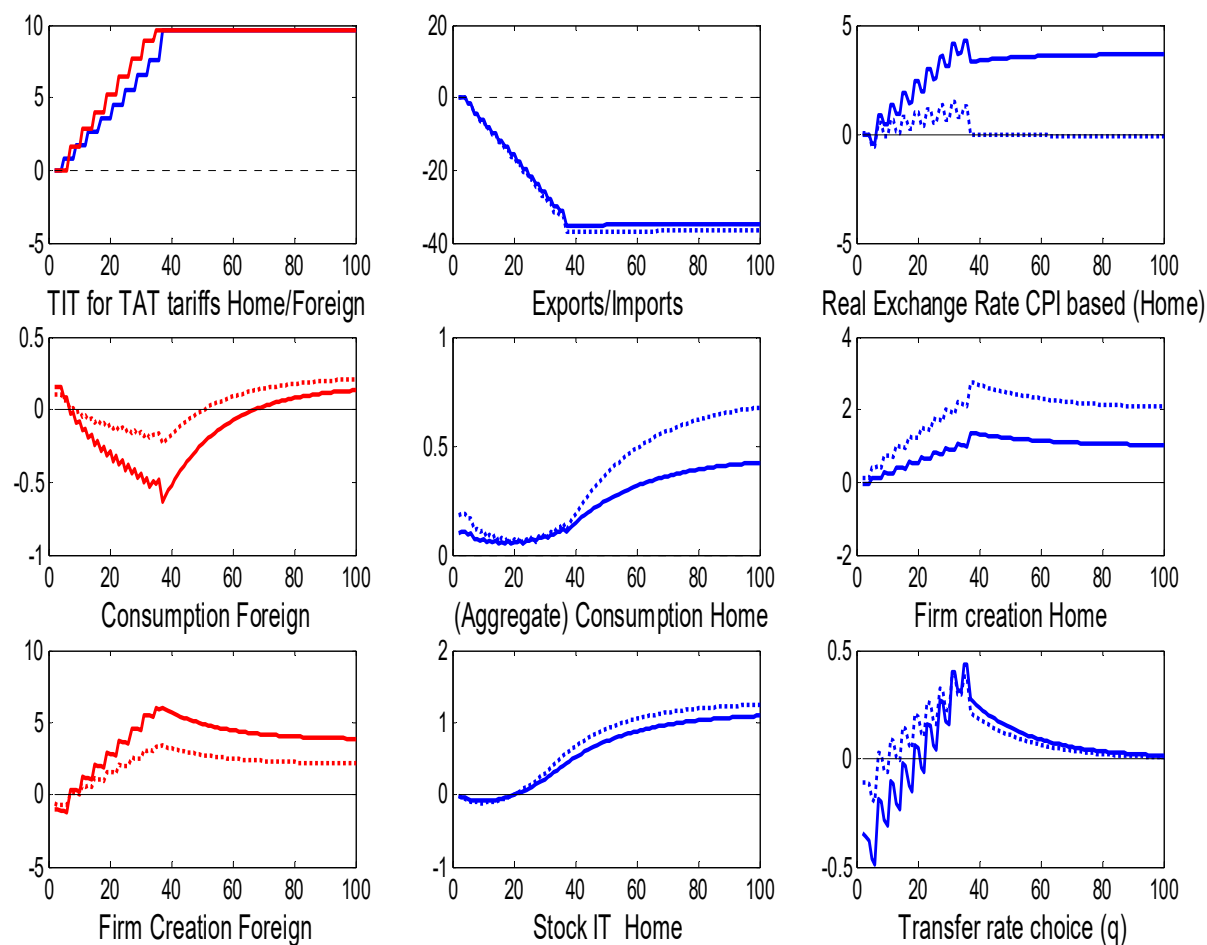 10
5
0
-5
0 20 40 60 80 100
TIT for TAT tariffs Home/Foreign
20
0
-20
-40
0 20 40 60 80 100
Exports/Imports
5
0
-5
0 20 40 60 80 100
Real Exchange Rate CPI based (Home)
0.5
0
-0.5
-1
0 20 40 60 80 100
Consumption Foreign
1
0.5
0
0 20 40 60 80 100
(Aggregate) Consumption Home
4
2
0
-2
0 20 40 60 80 100
Firm creation Home
10
5
0
-5
0 20 40 60 80 100
Firm Creation Foreign
2
1
0
-1
0 20 40 60 80 100
Stock IT Home
0.5
0
-0.5
0 20 40 60 80 100
Transfer rate choice (q)